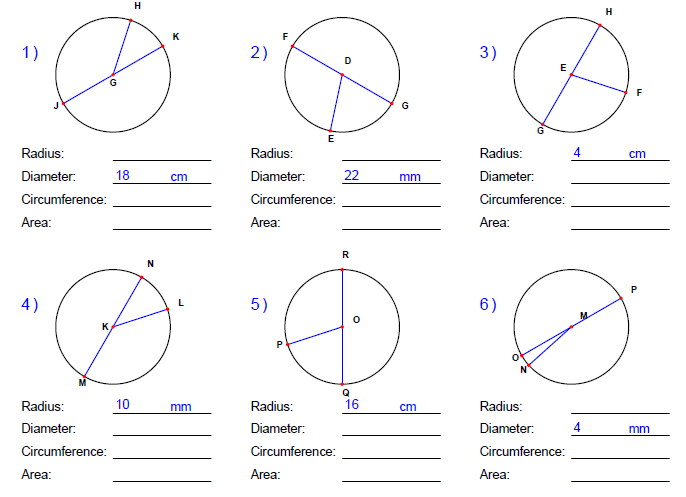 1)
H
K
G
J
Radius:
Diameter: 18 cm
Circumference:
Area:
2)
F
D
G
E
Radius:
Diameter: 22 mm
Circumference:
Area:
3)
H
E
F
G
Radius: 4 cm
Diameter:
Circumference:
Area:
4)
N
L
K
M
Radius: 10 mm
Diameter:
Circumference:
Area:
5)
R
O
P
Q
Radius: 16 cm
Diameter:
Circumference:
Area:
6)
P
M
O
N
Radius:
Diameter: 4 mm
Circumference:
Area: